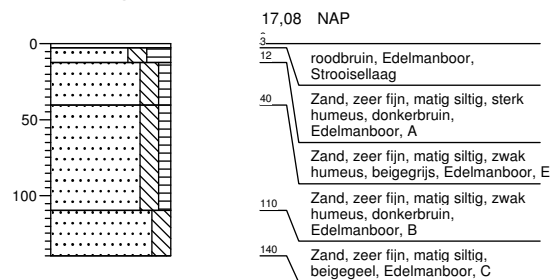 17,08 NAP
0
3
12
roodbruin, Edelmanboor,
Strooisellaag
40
Zand, zeer fijn, matig siltig, sterk
humeus, donkerbruin,
Edelmanboor, A
50
Zand, zeer fijn, matig siltig, zwak
humeus, beigegrijs, Edelmanboor, E
100
110
Zand, zeer fijn, matig siltig, zwak
humeus, donkerbruin,
Edelmanboor, B
140
Zand, zeer fijn, matig siltig,
beigegeel, Edelmanboor, C